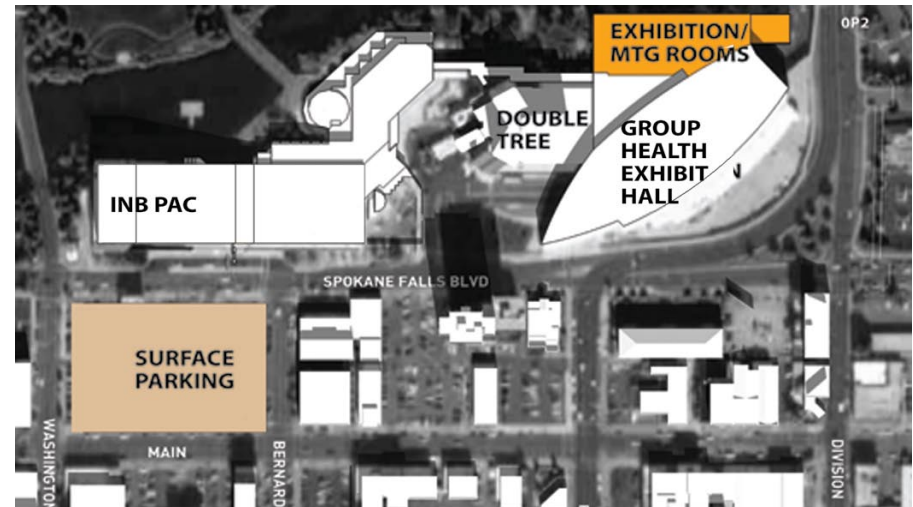 EXHIBITION/
MTG ROOMS
OP2
DOUBLE
TREE
GROUP
HEALTH
EXHIBIT
HALL
INB PAC
SPOKANE FALLS BLVD
SURFACE
PARKING
WASHINGTON
MAIN
BERNARD
DIVISION